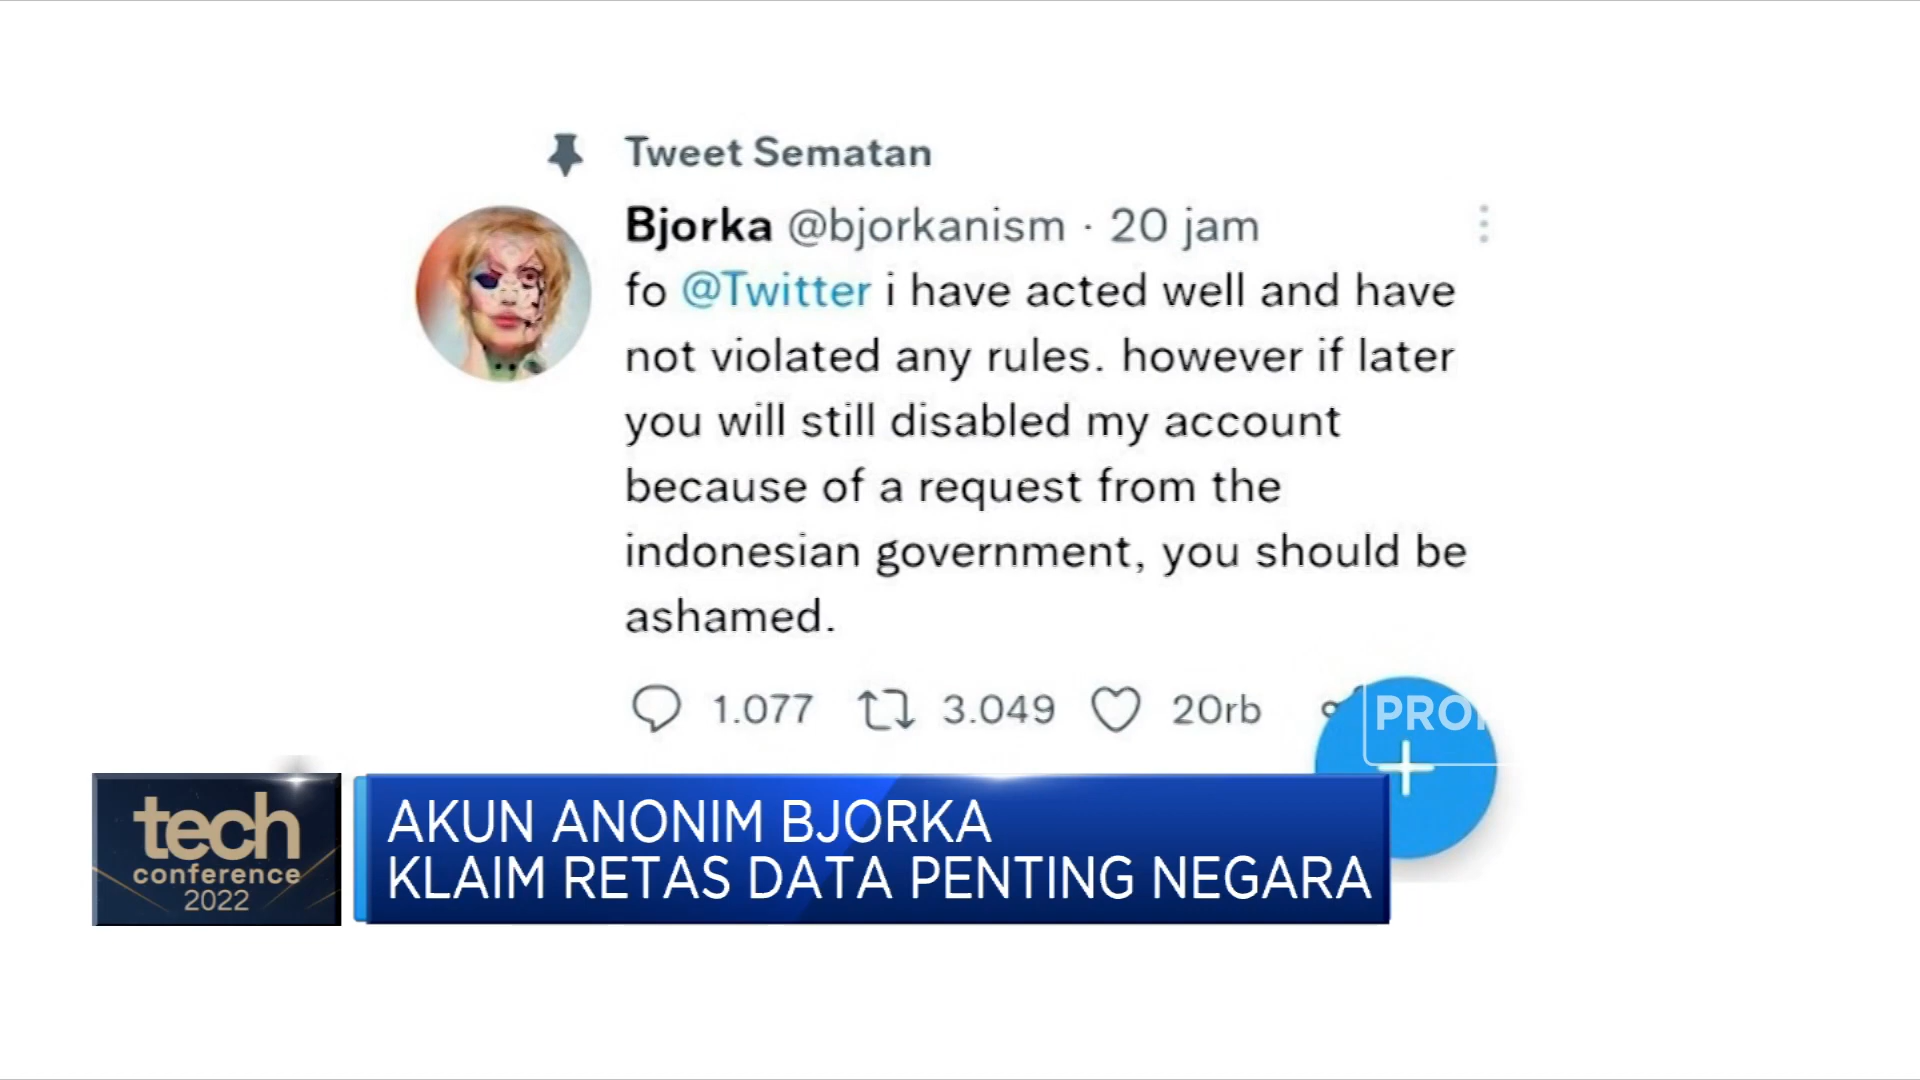 Tweet Sematan
Bjorka @bjorkanism · 20 jam
fo @Twitter i have acted well and have
not violated any rules. however if later
you will still disabled my account
because of a request from the
indonesian government, you should be
ashamed.
1.077 3.049 20rb
tech
conference
2022
AKUN ANONIM BJORKA
KLAIM RETAS DATA PENTING NEGARA